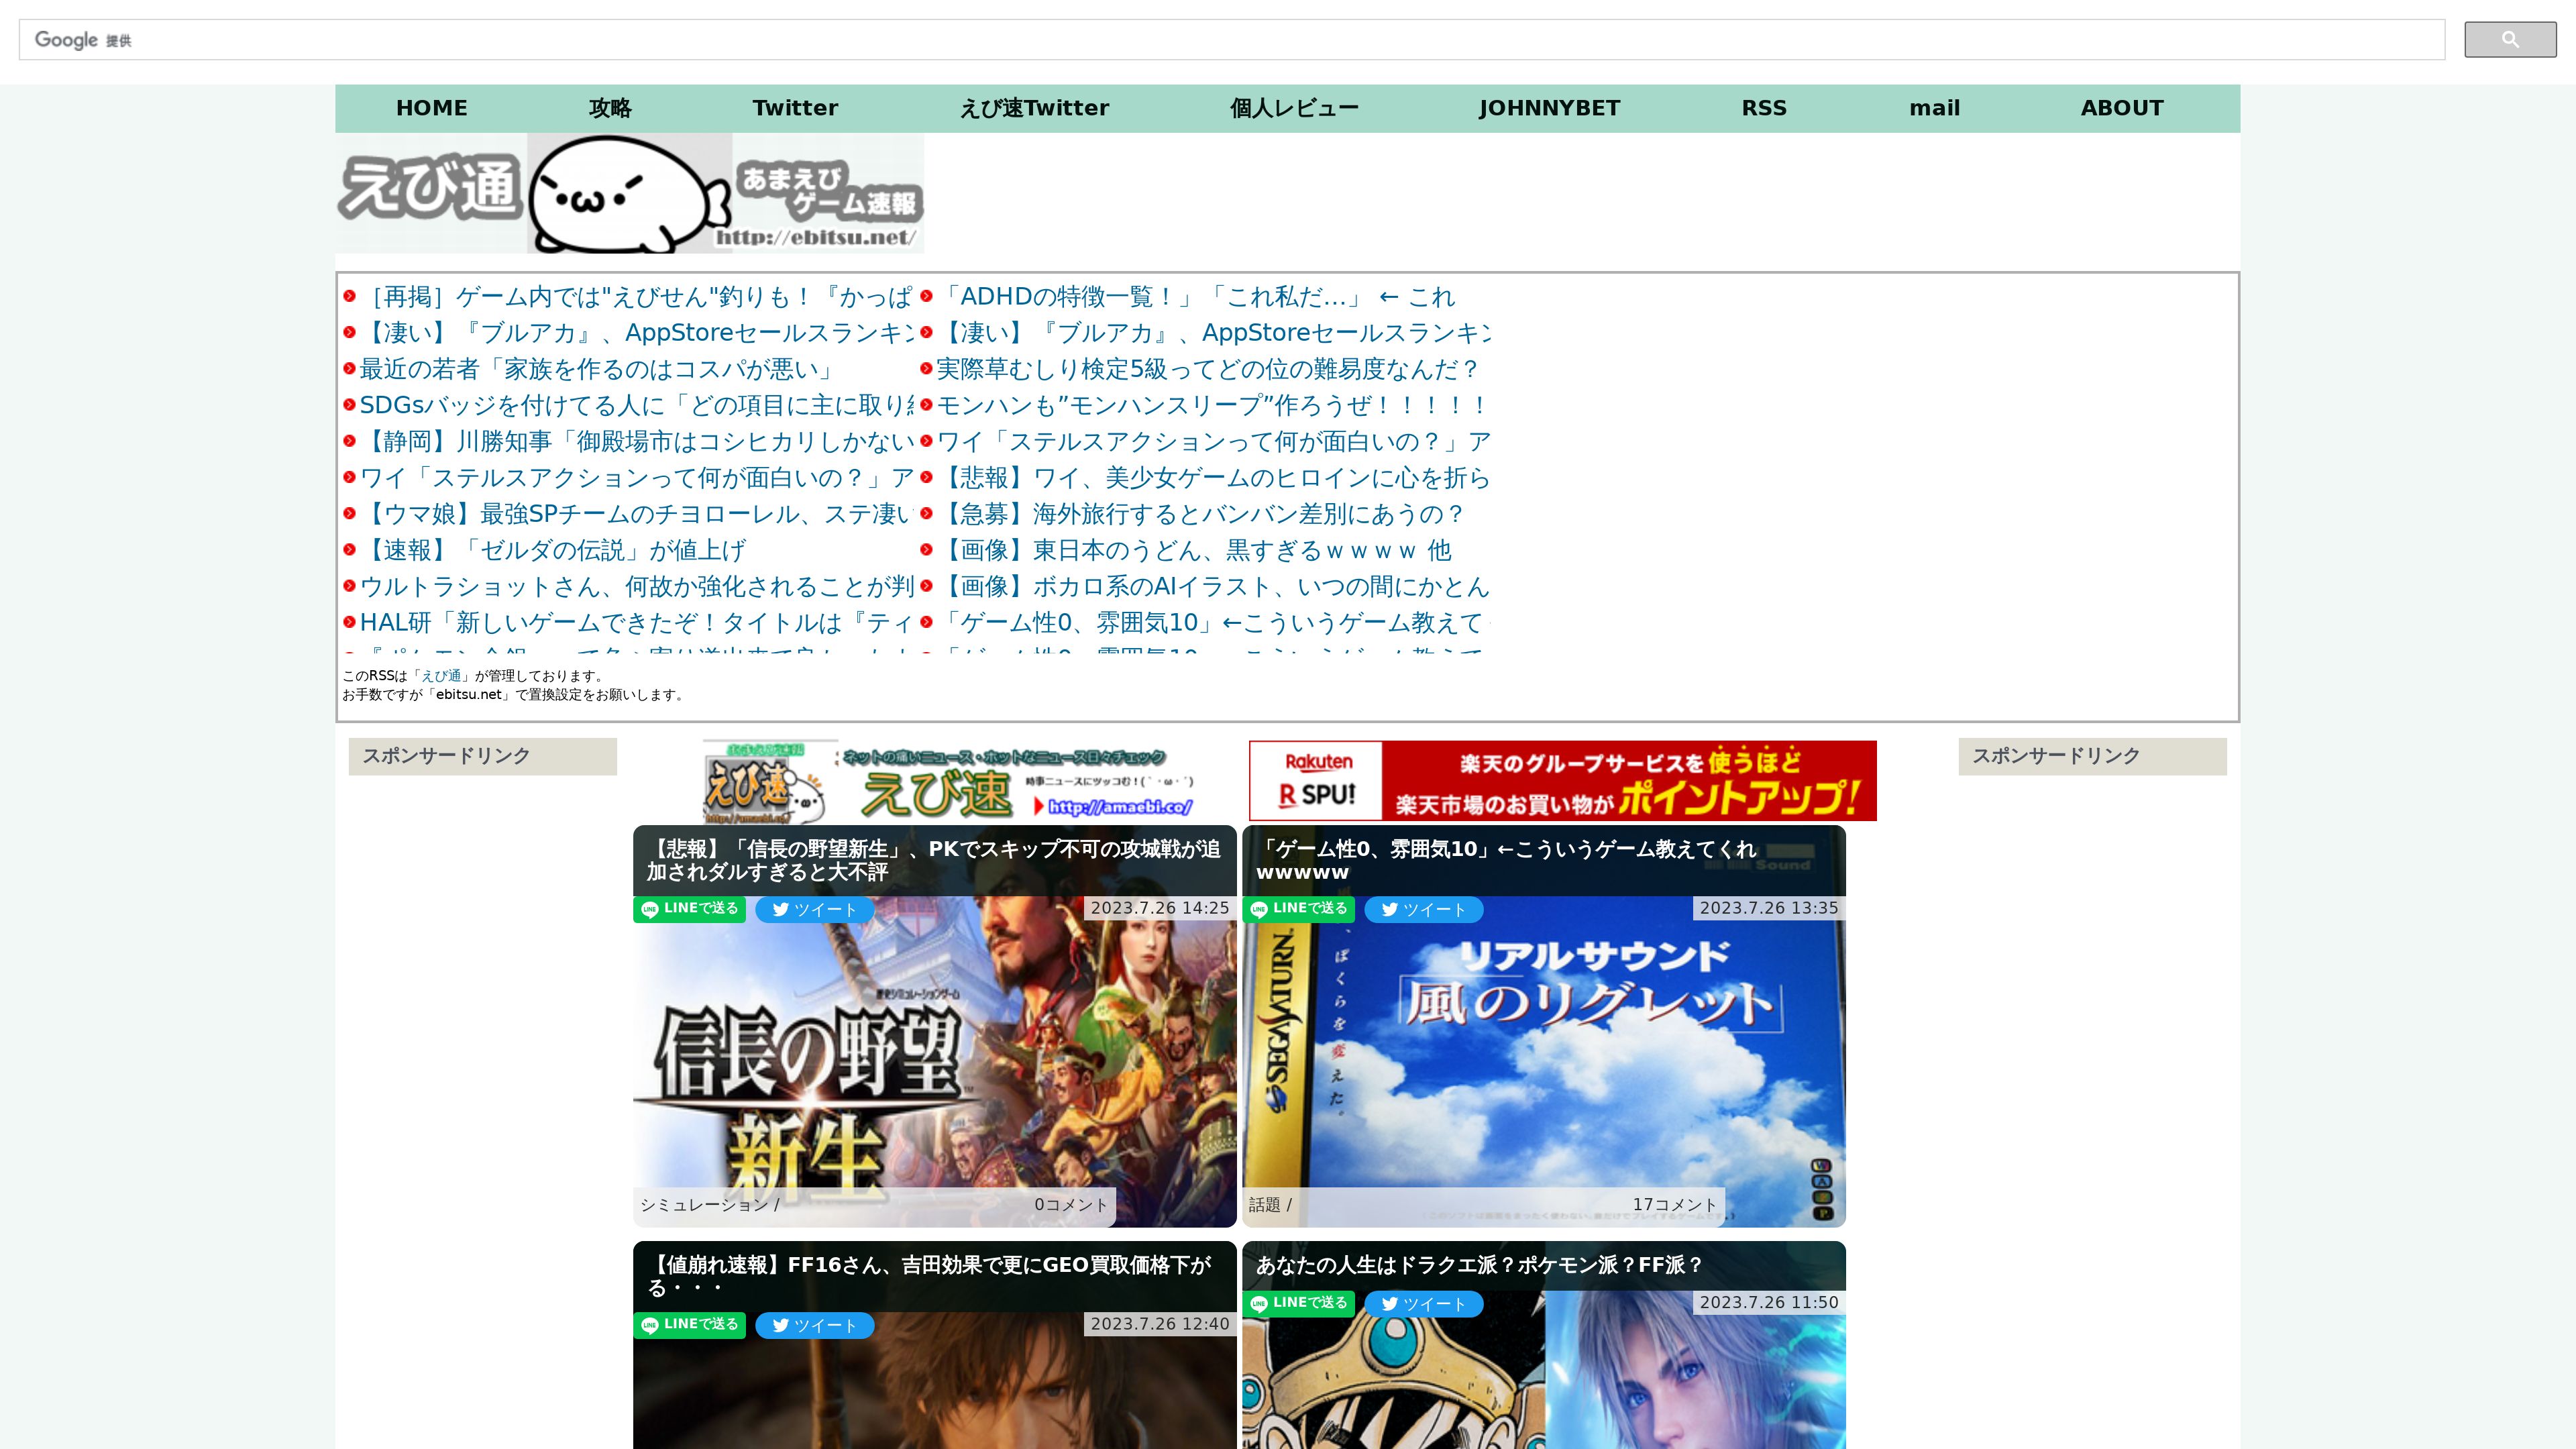 Google 提供
HOME
攻略
Twitter
えび速Twitter
個人レビュー
JOHNNYBET
RSS
mail
ABOUT
えび通
あまえび
ゲーム速報
http://ebitsu.net/
［再掲］ゲーム内では"えびせん"釣りも！『かっぱ
【凄い】『ブルアカ』、AppStoreセールスランキン
最近の若者「家族を作るのはコスパが悪い」
SDGsバッジを付けてる人に「どの項目に主に取り
【静岡】川勝知事「御殿場市はコシヒカリしかない
ワイ「ステルスアクションって何が面白いの？」ア
【ウマ娘】最強SPチームのチヨローレル、ステ凄い
【速報】「ゼルダの伝説」が値上げ
ウルトラショットさん、何故か強化されることが判
HAL研「新しいゲームできたぞ！タイトルは『ティ
「ADHDの特徴一覧！」「これ私だ…」 ← これ
【凄い】『ブルアカ』、AppStoreセールスランキン
実際草むしり検定5級ってどの位の難易度なんだ？
モンハンも”モンハンスリープ”作ろうぜ！！！！！
ワイ「ステルスアクションって何が面白いの？」ア
【悲報】ワイ、美少女ゲームのヒロインに心を折ら
【急募】海外旅行するとバンバン差別にあうの？
【画像】東日本のうどん、黒すぎるｗｗｗｗ 他
【画像】ボカロ系のAIイラスト、いつの間にかとん
「ゲーム性0、雰囲気10」←こういうゲーム教えて
このRSSは「えび通」が管理しております。
お手数ですが「ebitsu.net」で置換設定をお願いします。
スポンサードリンク
えび速
http://amaebi.co/
ネットの痛いニュース・ホットなニュース日々チェック
えび速
時事ニュースにツッコむ！(｀・ω・´)
http://amaebi.co/
Rakuten
R SPU!
楽天のグループサービスを使うほど
楽天市場のお買い物がポイントアップ!
スポンサードリンク
【悲報】「信長の野望新生」、PKでスキップ不可の攻城戦が追
加されダルすぎると大不評
LINEで送る
ツイート
2023.7.26 14:25
歴史シミュレーションゲーム
信長の野望
新生
シミュレーション /
0コメント
「ゲーム性0、雰囲気10」←こういうゲーム教えてくれ
wwwww
Sound
LINEで送る
ツイート
2023.7.26 13:35
SEGA SATURN
、ぼくらを変えた。
リアルサウンド
「風のリグレット」
話題 /
17コメント
【値崩れ速報】FF16さん、吉田効果で更にGEO買取価格下が
る・・・
LINEで送る
ツイート
2023.7.26 12:40
あなたの人生はドラクエ派？ポケモン派？FF派？
LINEで送る
ツイート
2023.7.26 11:50